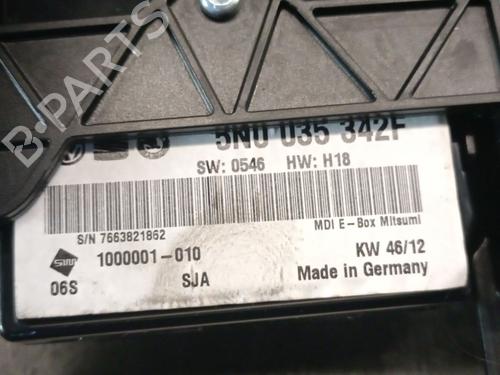 B-PARTS
5N0 035 342F
SW: 0546 HW: H18
S/N 7663821862
MDI E-Box Mitsumi
1000001-010
KW 46/12
06S
SJA
Made in Germany